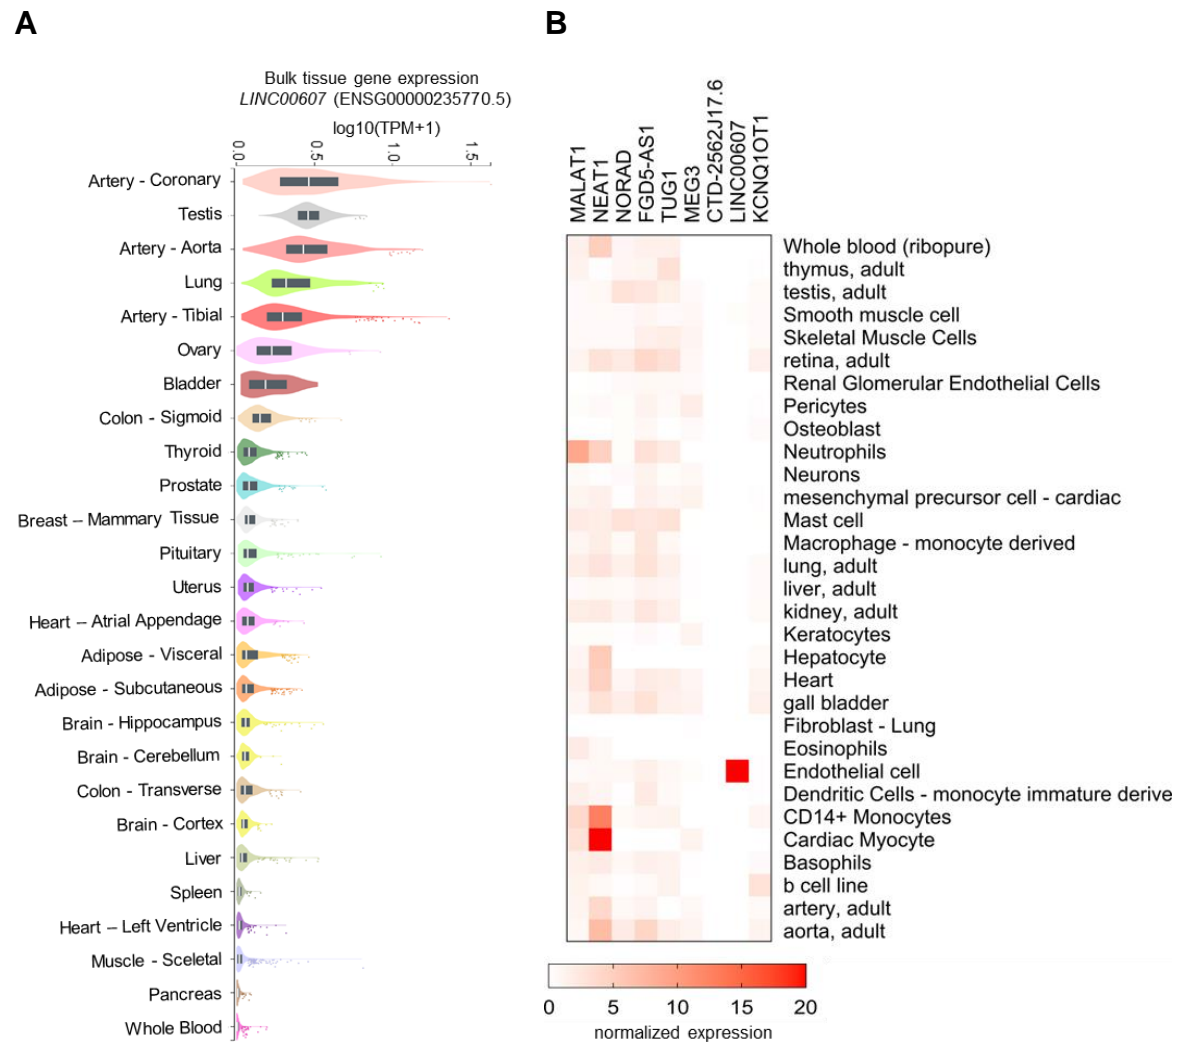 A
Bulk tissue gene expression
LINC00607 (ENSG00000235770.5)
log10(TPM+1)
0.0
0.5
1.0
1.5
Artery - Coronary
Testis
Artery - Aorta
Lung
Artery - Tibial
Ovary
Bladder
Colon - Sigmoid
Thyroid
Prostate
Breast – Mammary Tissue
Pituitary
Uterus
Heart – Atrial Appendage
Adipose - Visceral
Adipose - Subcutaneous
Brain - Hippocampus
Brain - Cerebellum
Colon - Transverse
Brain - Cortex
Liver
Spleen
Heart – Left Ventricle
Muscle - Sceletal
Pancreas
Whole Blood
B
MALAT1
NEAT1
NORAD
FGD5-AS1
TUG1
MEG3
CTD-2562J17.6
LINC00607
KCNQ1OT1
Whole blood (ribopure)
thymus, adult
testis, adult
Smooth muscle cell
Skeletal Muscle Cells
retina, adult
Renal Glomerular Endothelial Cells
Pericytes
Osteoblast
Neutrophils
Neurons
mesenchymal precursor cell - cardiac
Mast cell
Macrophage - monocyte derived
lung, adult
liver, adult
kidney, adult
Keratocytes
Hepatocyte
Heart
gall bladder
Fibroblast - Lung
Eosinophils
Endothelial cell
Dendritic Cells - monocyte immature derive
CD14+ Monocytes
Cardiac Myocyte
Basophils
b cell line
artery, adult
aorta, adult
0 5 10 15 20
normalized expression